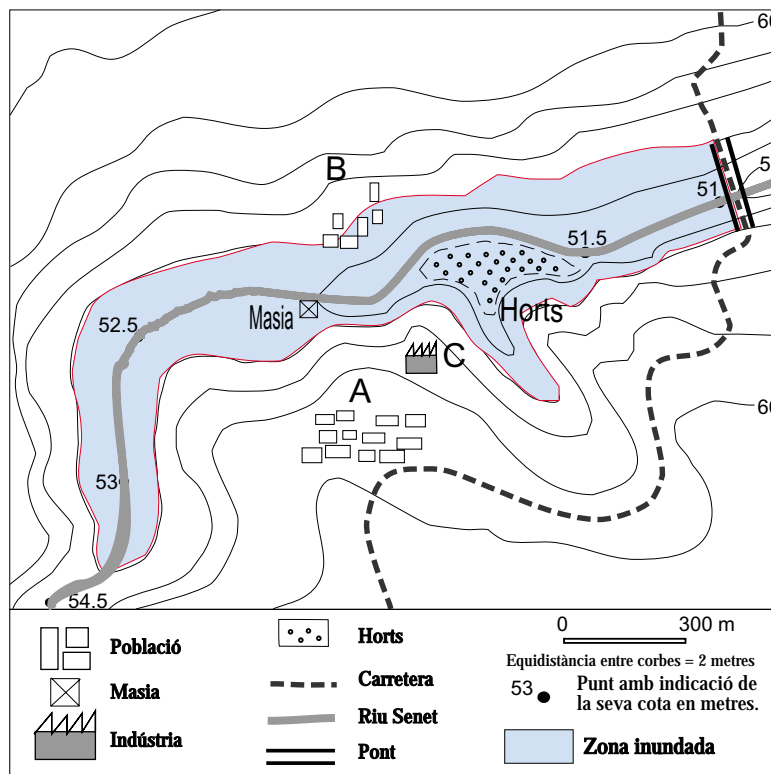 60
B
51
5
51.5
Masia
Horts
52.5
C
A
60
53
54.5
Població
Masia
Indústria
Horts
Carretera
Riu Senet
Pont
0 300 m
Equidistància entre corbes = 2 metres
53 Punt amb indicació de
la seva cota en metres.
Zona inundada